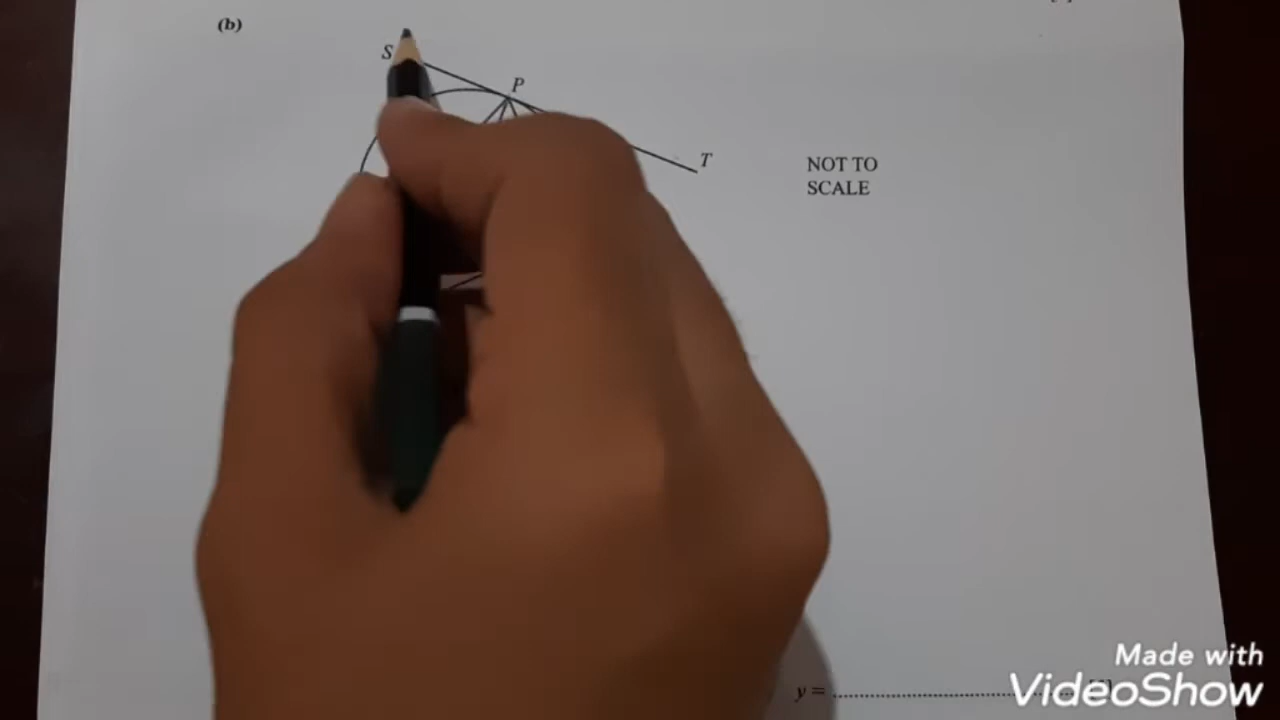 (b)
S
P
T
NOT TO
SCALE
y = ........................................
Made with
VideoShow